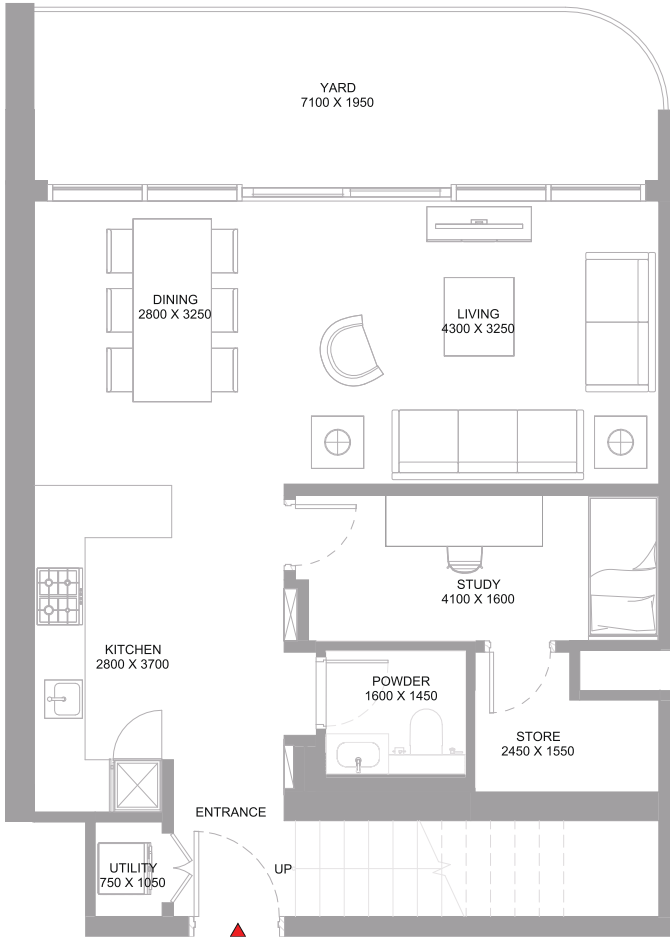 YARD
7100 X 1950
DINING
2800 X 3250
LIVING
4300 X 3250
STUDY
4100 X 1600
KITCHEN
2800 X 3700
POWDER
1600 X 1450
STORE
2450 X 1550
ENTRANCE
UTILITY
750 X 1050
UP